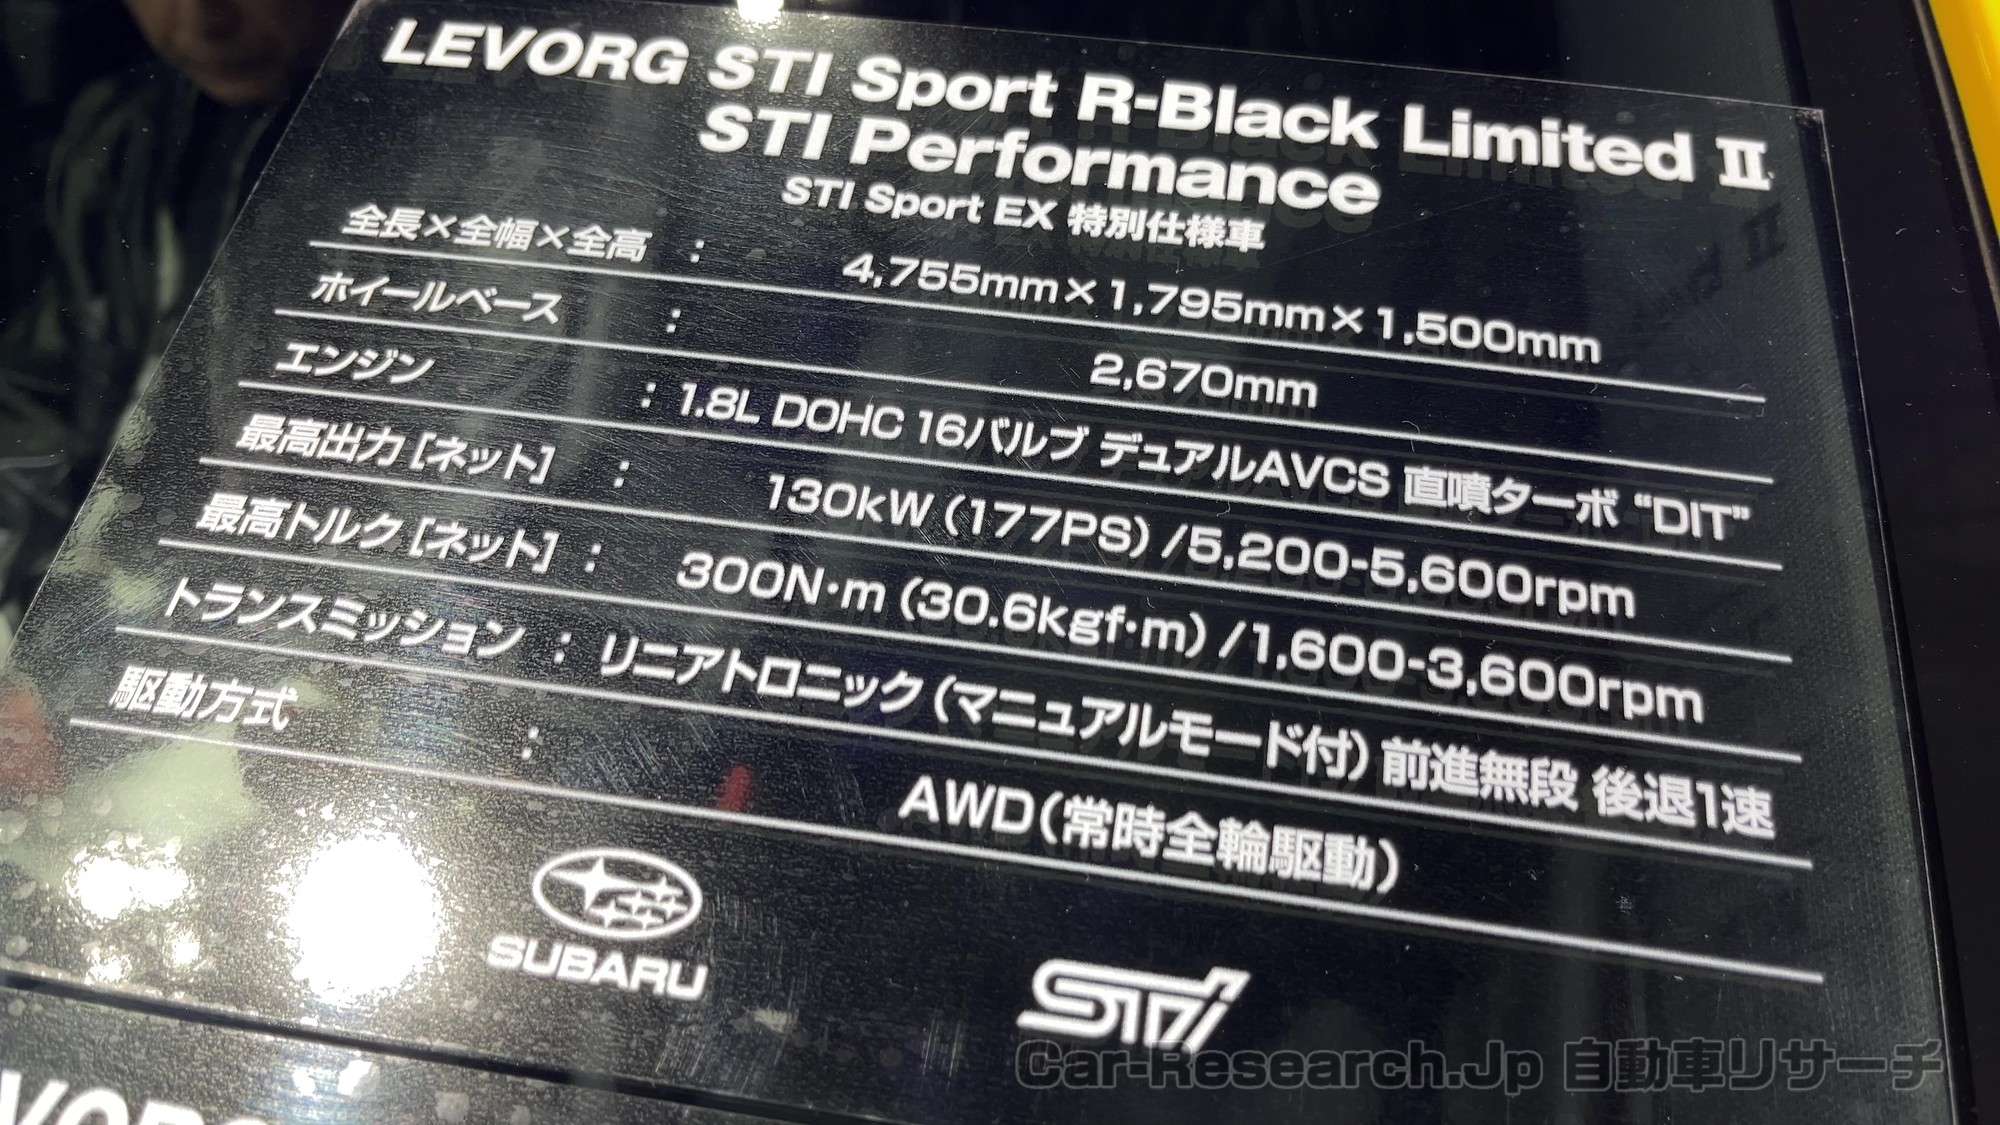 LEVORG STI Sport R-Black Limited Ⅱ
STI Performance
STI Sport EX 特別仕様車
全長×全幅×全高 : 4,755mm×1,795mm×1,500mm
ホイールベース : 2,670mm
エンジン : 1.8L DOHC 16バルブ デュアルAVCS 直噴ターボ “DIT”
最高出力［ネット］ : 130kW（177PS）/5,200-5,600rpm
最高トルク［ネット］ : 300N・m（30.6kgf・m）/1,600-3,600rpm
トランスミッション : リニアトロニック（マニュアルモード付）前進無段 後退1速
駆動方式 : AWD（常時全輪駆動）
SUBARU
STI
Car-Research.Jp 自動車リサーチ